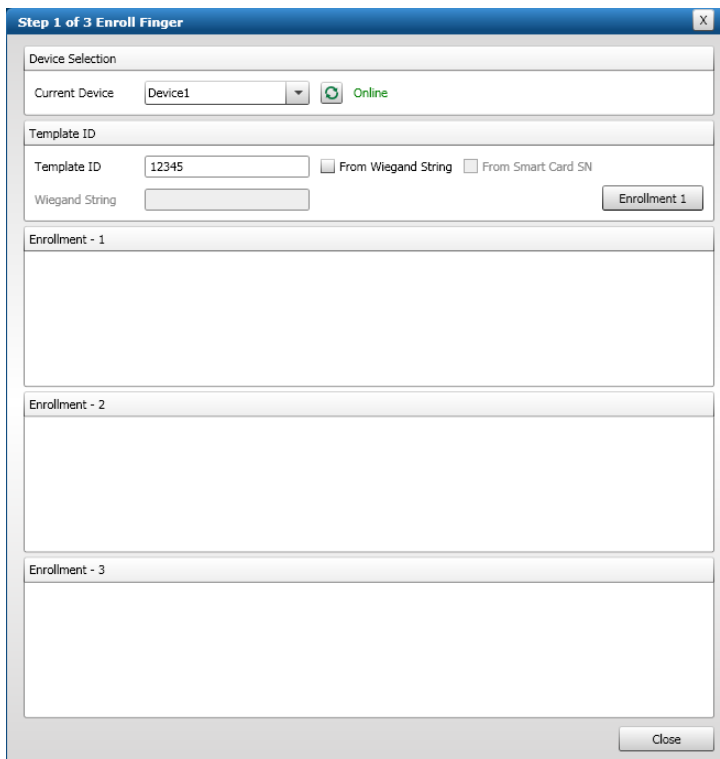 Step 1 of 3 Enroll Finger
X
Device Selection
Current Device Device1 Online
Template ID
Template ID 12345 From Wiegand String From Smart Card SN
Wiegand String Enrollment 1
Enrollment - 1
Enrollment - 2
Enrollment - 3
Close